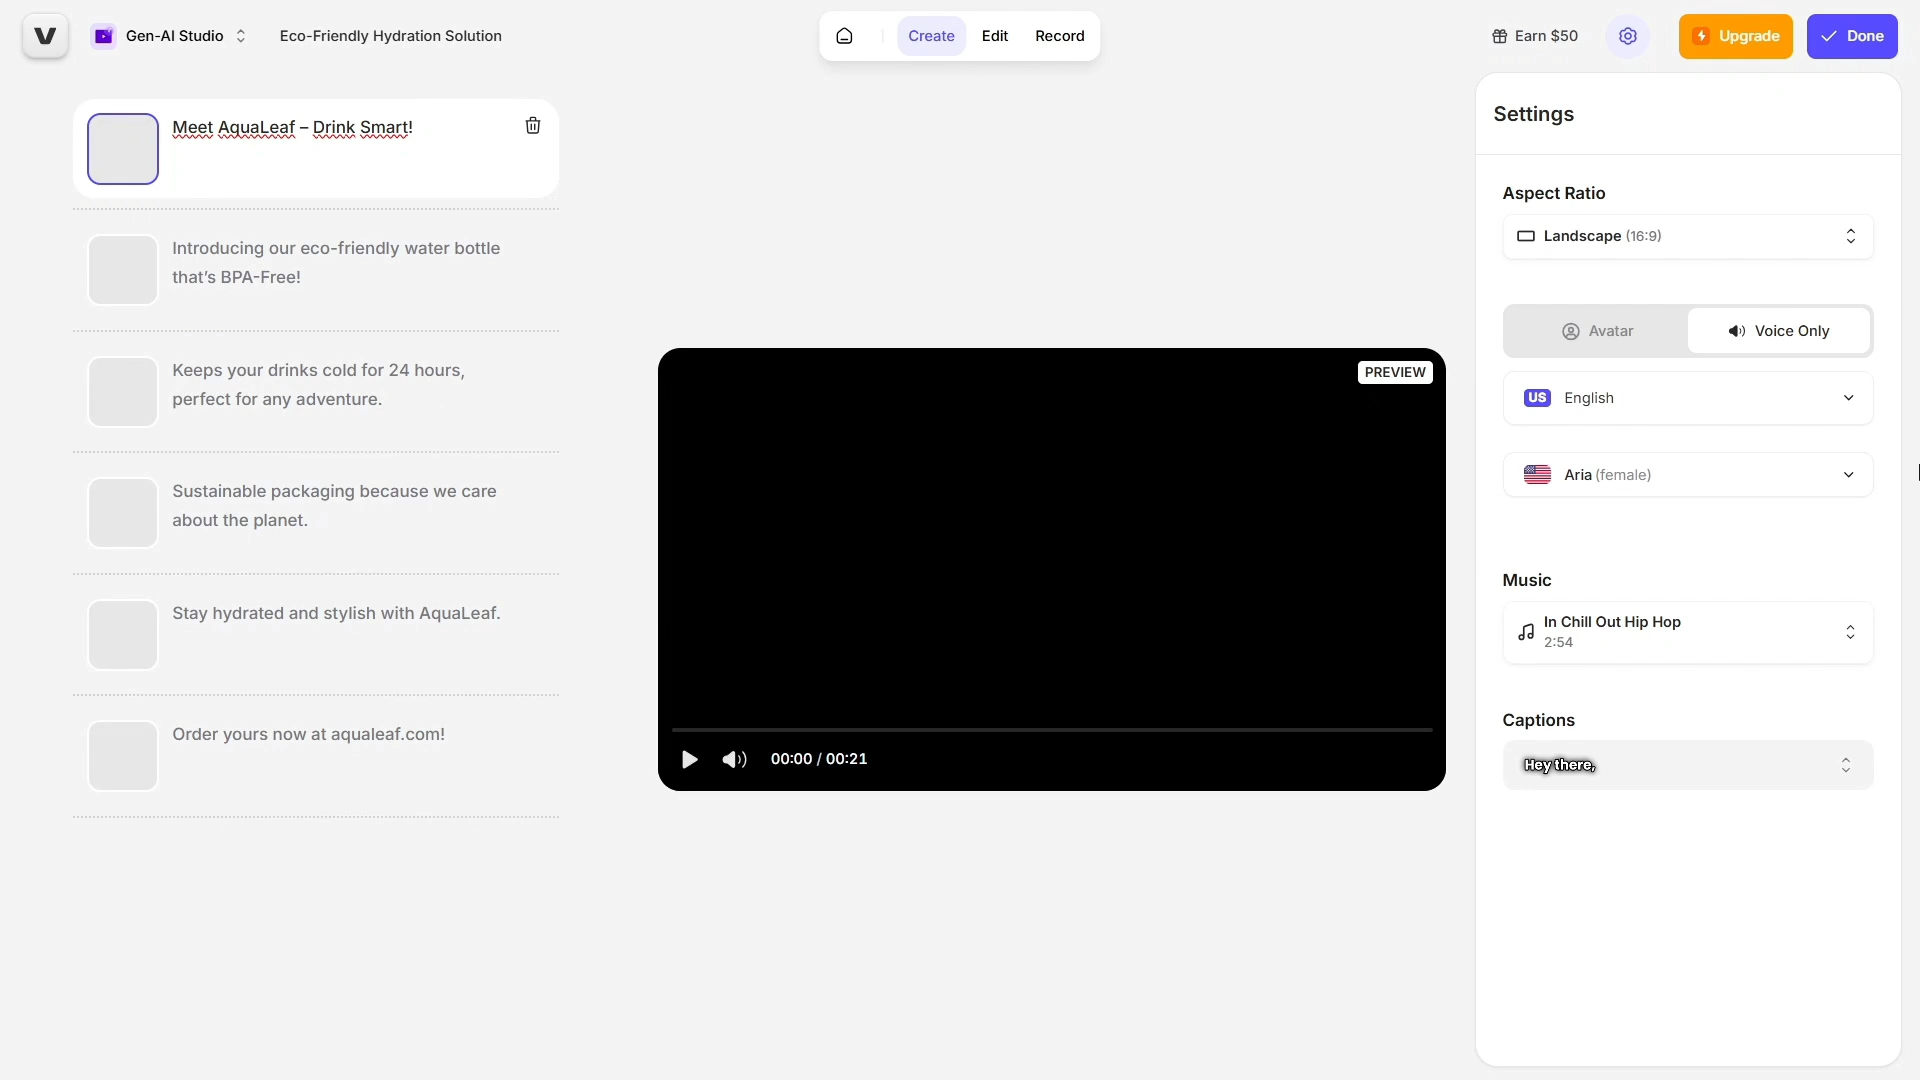 Gen-AI Studio
Eco-Friendly Hydration Solution
Create
Edit
Record
Earn $50
Upgrade
Done
Meet AquaLeaf – Drink Smart!
Introducing our eco-friendly water bottle
that’s BPA-Free!
Keeps your drinks cold for 24 hours,
perfect for any adventure.
Sustainable packaging because we care
about the planet.
Stay hydrated and stylish with AquaLeaf.
Order yours now at aqualeaf.com!
PREVIEW
00:00 / 00:21
Settings
Aspect Ratio
Landscape (16:9)
Avatar
Voice Only
US English
Aria (female)
Music
In Chill Out Hip Hop
2:54
Captions
Hey there,